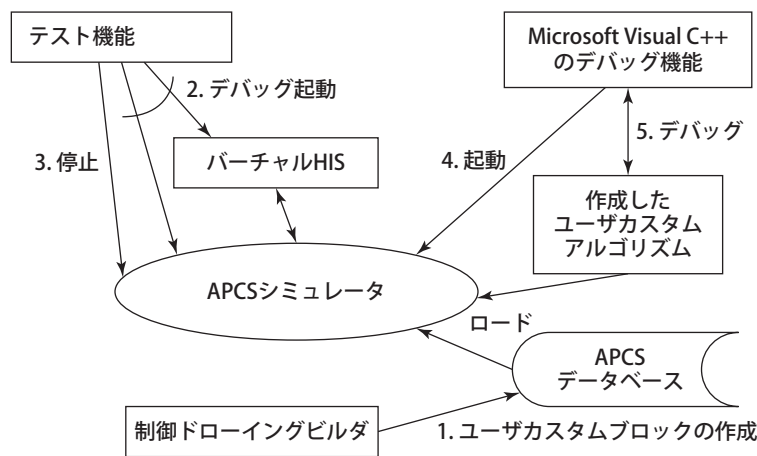 テスト機能
Microsoft Visual C++
のデバッグ機能
2. デバッグ起動
3. 停止
バーチャルHIS
4. 起動
5. デバッグ
作成した
ユーザカスタム
アルゴリズム
APCSシミュレータ
ロード
APCS
データベース
制御ドローイングビルダ
1. ユーザカスタムブロックの作成